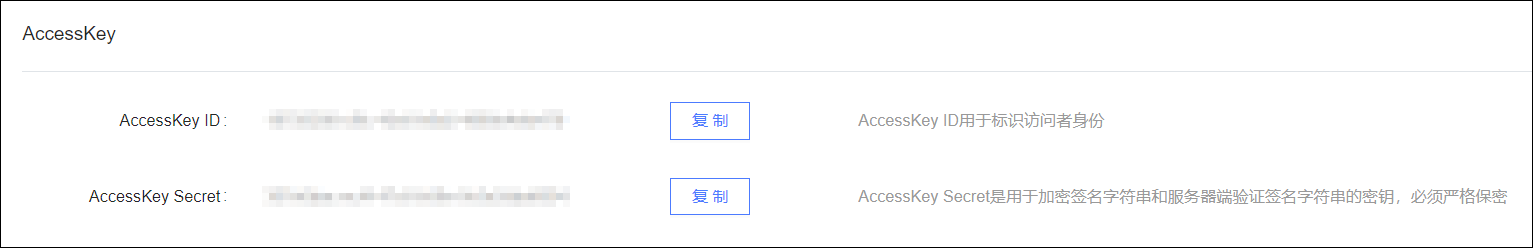 AccessKey
AccessKey ID: 复 制 AccessKey ID用于标识访问者身份
AccessKey Secret: 复 制 AccessKey Secret是用于加密签名字符串和服务器端验证签名字符串的密钥，必须严格保密